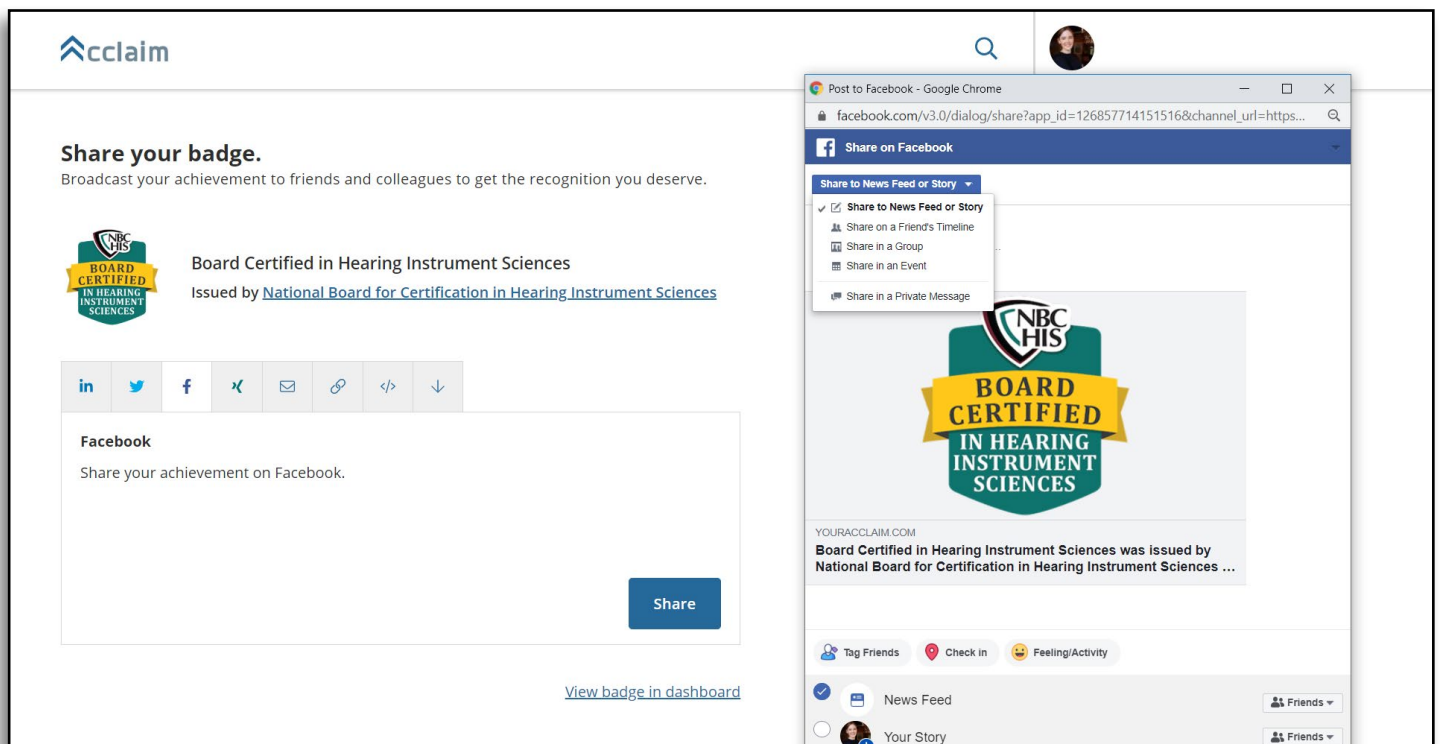 cclaim
Share your badge.
Broadcast your achievement to friends and colleagues to get the recognition you deserve.
NBC
HIS
BOARD
CERTIFIED
IN HEARING
INSTRUMENT
SCIENCES
Board Certified in Hearing Instrument Sciences
Issued by National Board for Certification in Hearing Instrument Sciences
in
f
</>
Facebook
Share your achievement on Facebook.
Share
View badge in dashboard
Post to Facebook - Google Chrome
facebook.com/v3.0/dialog/share?app_id=126857714151516&channel_url=https...
f
Share on Facebook
Share to News Feed or Story
Share to News Feed or Story
Share on a Friend's Timeline
Share in a Group
Share in an Event
Share in a Private Message
NBC
HIS
BOARD
CERTIFIED
IN HEARING
INSTRUMENT
SCIENCES
YOURACCLAIM.COM
Board Certified in Hearing Instrument Sciences was issued by
National Board for Certification in Hearing Instrument Sciences ...
Tag Friends Check in Feeling/Activity
News Feed Friends
Your Story Friends